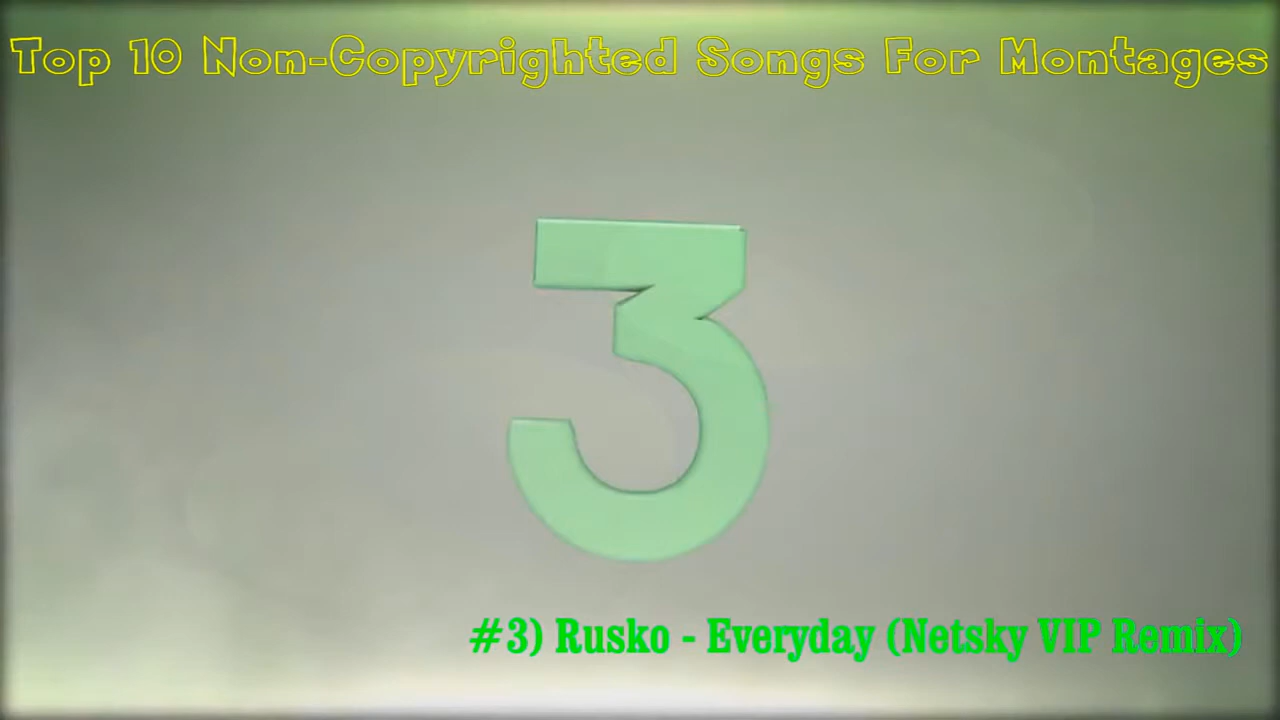 Top 10 Non-Copyrighted Songs For Montages
3
#3) Rusko - Everyday (Netsky VIP Remix)